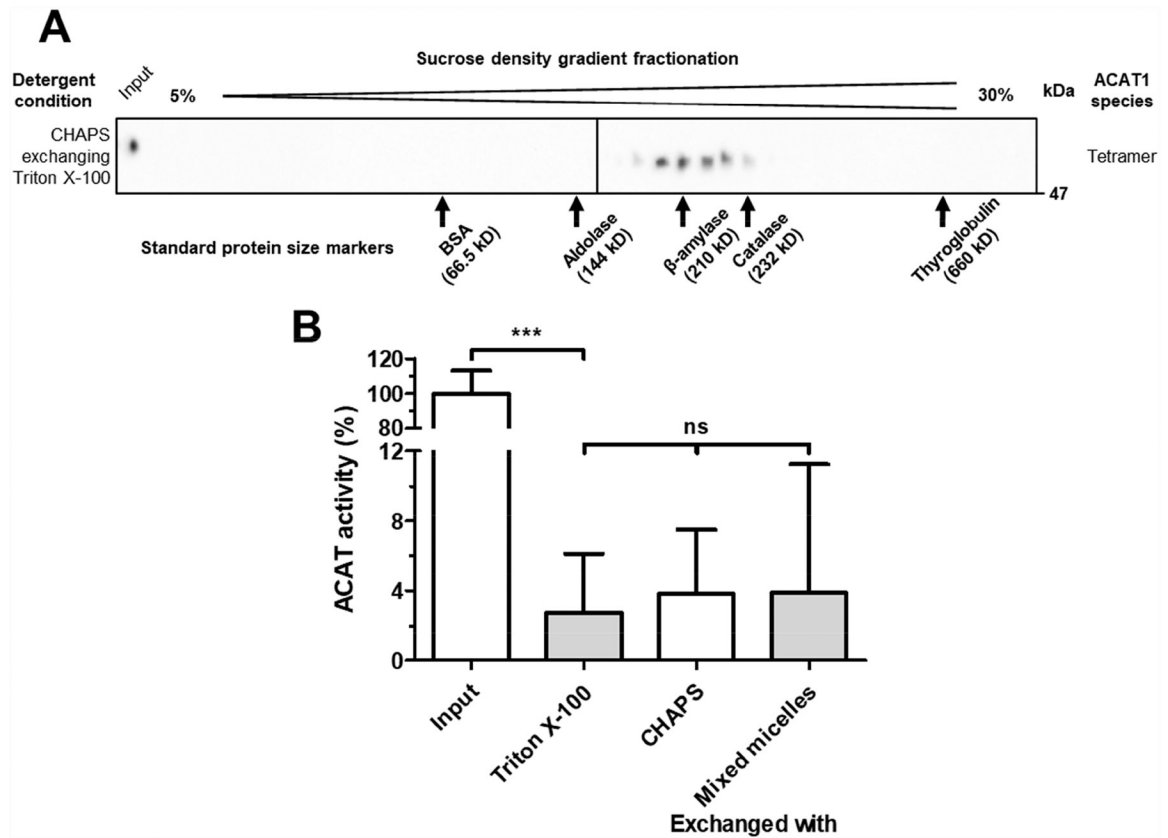 A
Sucrose density gradient fractionation
Detergent
condition
Input
5%
30%
kDa
ACAT1
species
CHAPS
exchanging
Triton X-100
Tetramer
47
Standard protein size markers
BSA
(66.5 kD)
Aldolase
(144 kD)
β-amylase
(210 kD)
Catalase
(232 kD)
Thyroglobulin
(660 kD)
B
***
ns
ACAT activity (%)
120
100
80
12
8
4
0
Input
Triton X-100
CHAPS
Mixed micelles
Exchanged with